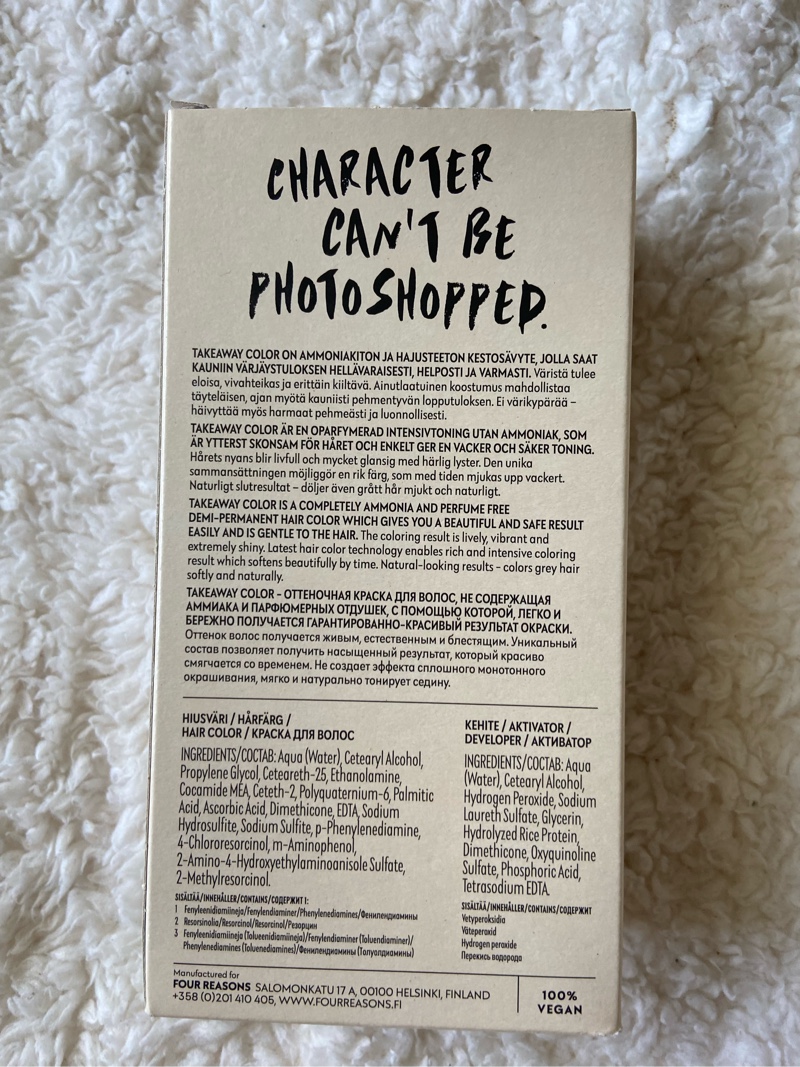 CHARACTER
CAN'T BE
PHOTOSHOPPED.
TAKEAWAY COLOR ON AMMONIAKITON JA HAJUSTEETON KESTOSÄVYTE, JOLLA SAAT
KAUNIIN VÄRJÄYSTULOKSEN HELLÄVARAISESTI, HELPOSTI JA VARMASTI. Väristä tulee
eloisa, vivahteikas ja erittäin kiiltävä. Ainutlaatuinen koostumus mahdollistaa
täyteläisen, ajan myötä kauniisti pehmentyvän lopputuloksen. Ei värikypärää –
häivyttää myös harmaat pehmeästi ja luonnollisesti.
TAKEAWAY COLOR ÄR EN OPARFYMERAD INTENSIVTONING UTAN AMMONIAK, SOM
ÄR YTTERST SKONSAM FÖR HÅRET OCH ENKELT GER EN VACKER OCH SÄKER TONING.
Hårets nyans blir livfull och mycket glansig med härlig lyster. Den unika
sammansättningen möjliggör en rik färg, som med tiden mjukas upp vackert.
Naturligt slutresultat – döljer även grått hår mjukt och naturligt.
TAKEAWAY COLOR IS A COMPLETELY AMMONIA AND PERFUME FREE
DEMI-PERMANENT HAIR COLOR WHICH GIVES YOU A BEAUTIFUL AND SAFE RESULT
EASILY AND IS GENTLE TO THE HAIR. The coloring result is lively, vibrant and
extremely shiny. Latest hair color technology enables rich and intensive coloring
result which softens beautifully by time. Natural-looking results - colors grey hair
softly and naturally.
TAKEAWAY COLOR – ОТТЕНОЧНАЯ КРАСКА ДЛЯ ВОЛОС, НЕ СОДЕРЖАЩАЯ
АММИАКА И ПАРФЮМЕРНЫХ ОТДУШЕК, С ПОМОЩЬЮ КОТОРОЙ, ЛЕГКО И
БЕРЕЖНО ПОЛУЧАЕТСЯ ГАРАНТИРОВАННО-КРАСИВЫЙ РЕЗУЛЬТАТ ОКРАСКИ.
Оттенок волос получается живым, естественным и блестящим. Уникальный
состав позволяет получить насыщенный результат, который красиво
смягчается со временем. Не создает эффекта сплошного монотонного
окрашивания, мягко и натурально тонирует седину.
HIUSVÄRI / HÅRFÄRG /
HAIR COLOR / КРАСКА ДЛЯ ВОЛОС
INGREDIENTS/СОСТАВ: Aqua (Water), Cetearyl Alcohol,
Propylene Glycol, Ceteareth-25, Ethanolamine,
Cocamide MEA, Ceteth-2, Polyquaternium-6, Palmitic
Acid, Ascorbic Acid, Dimethicone, EDTA, Sodium
Hydrosulfite, Sodium Sulfite, p-Phenylenediamine,
4-Chlororesorcinol, m-Aminophenol,
2-Amino-4-Hydroxyethylaminoanisole Sulfate,
2-Methylresorcinol.
SISÄLTÄÄ/INNEHÅLLER/CONTAINS/СОДЕРЖИТ 1:
1 Fenyleenidiamiineja/Fenylendiaminer/Phenylenediamines/Фенилендиамины
2 Resorsinolia/Resorcinol/Resorcinol/Резорцин
3 Fenyleenidiamiineja (Tolueenidiamiineja)/Fenylendiaminer (Toluendiaminer)/
Phenylenediamines (Toluenediamines)/Фенилендиамины (Толуолдиамины)
KEHITE / AKTIVATOR /
DEVELOPER / АКТИВАТОР
INGREDIENTS/СОСТАВ: Aqua
(Water), Cetearyl Alcohol,
Hydrogen Peroxide, Sodium
Laureth Sulfate, Glycerin,
Hydrolyzed Rice Protein,
Dimethicone, Oxyquinoline
Sulfate, Phosphoric Acid,
Tetrasodium EDTA.
SISÄLTÄÄ/INNEHÅLLER/CONTAINS/СОДЕРЖИТ
Vetyperoksidia
Väteperoxid
Hydrogen peroxide
Перекись водорода
Manufactured for
FOUR REASONS SALOMONKATU 17 A, 00100 HELSINKI, FINLAND
+358 (0)201 410 405, WWW.FOURREASONS.FI
100%
VEGAN